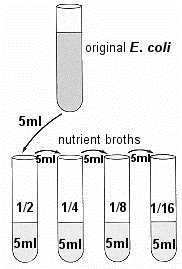 original E. coli
5ml
nutrient broths
5ml 5ml 5ml
1/2 1/4 1/8 1/16
5ml 5ml 5ml 5ml